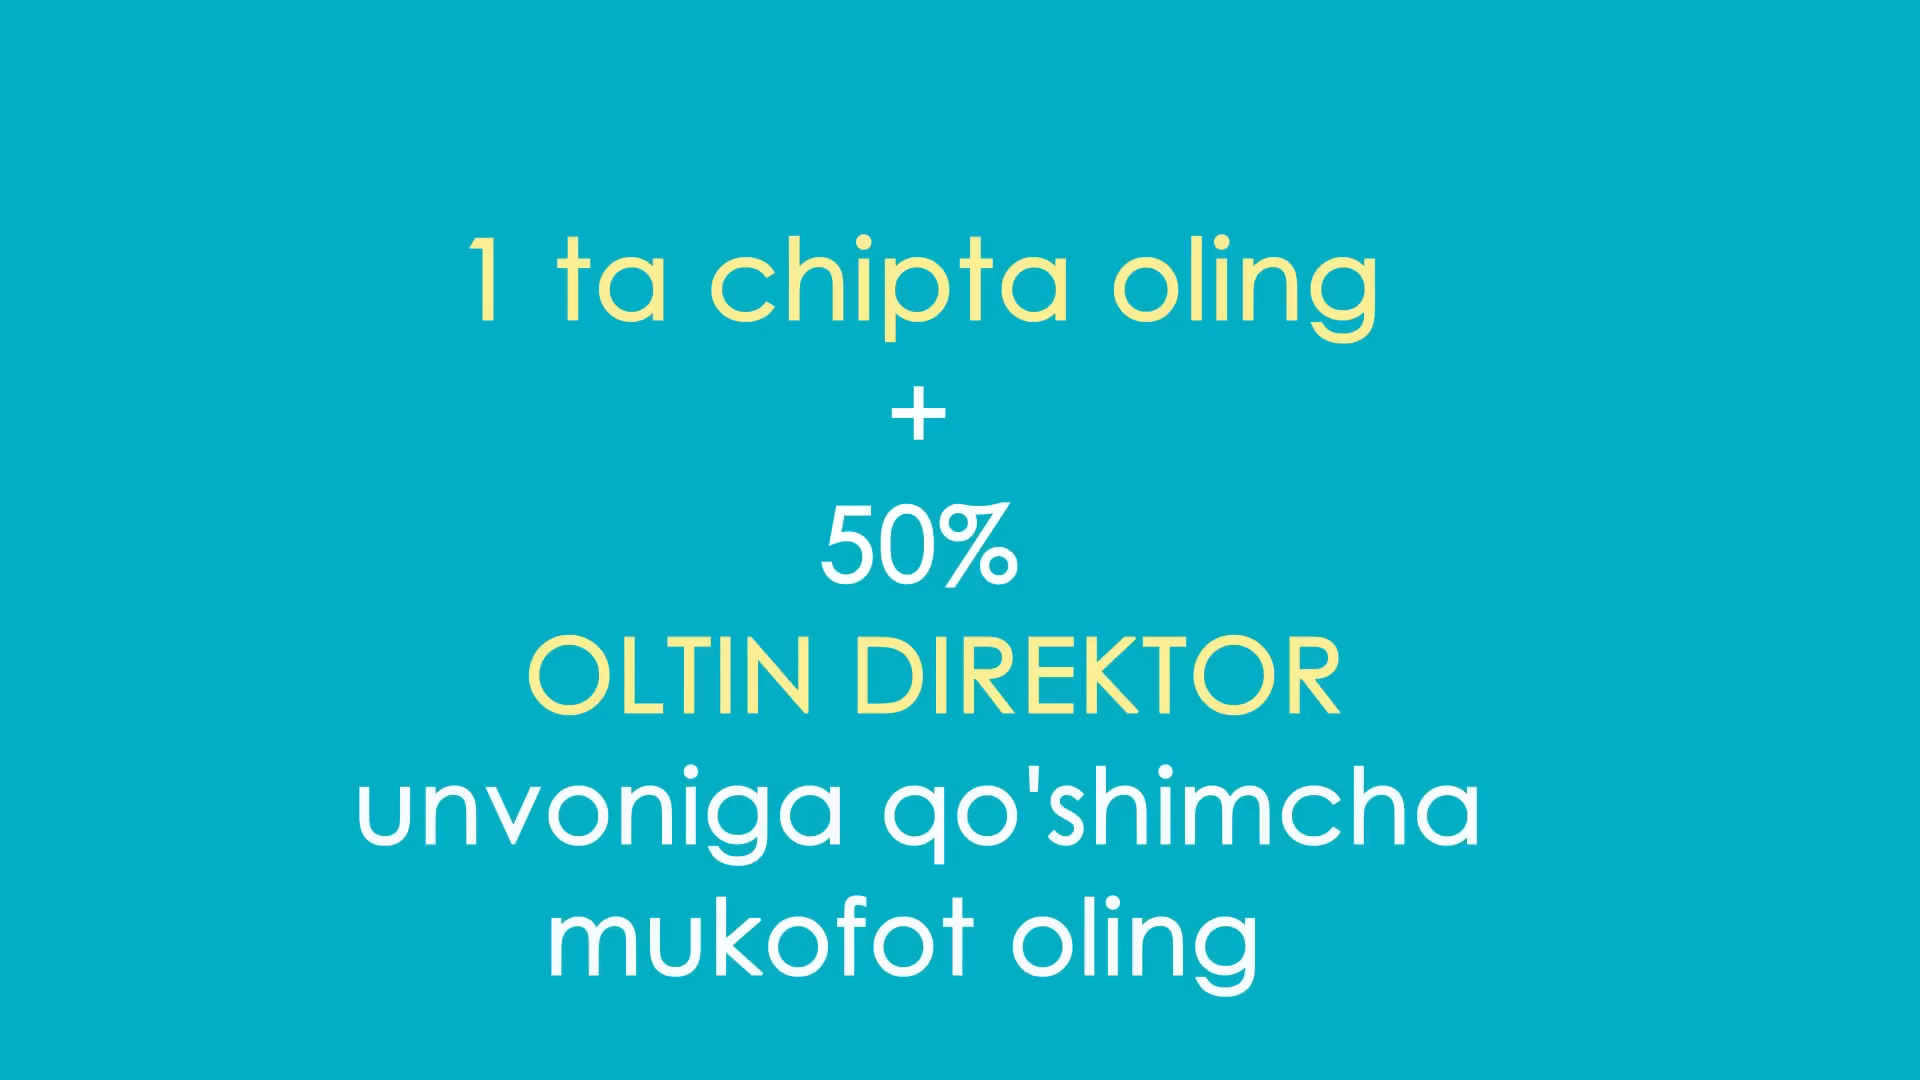 1 ta chipta oling
+
50%
OLTIN DIREKTOR
unvoniga qo'shimcha
mukofot oling